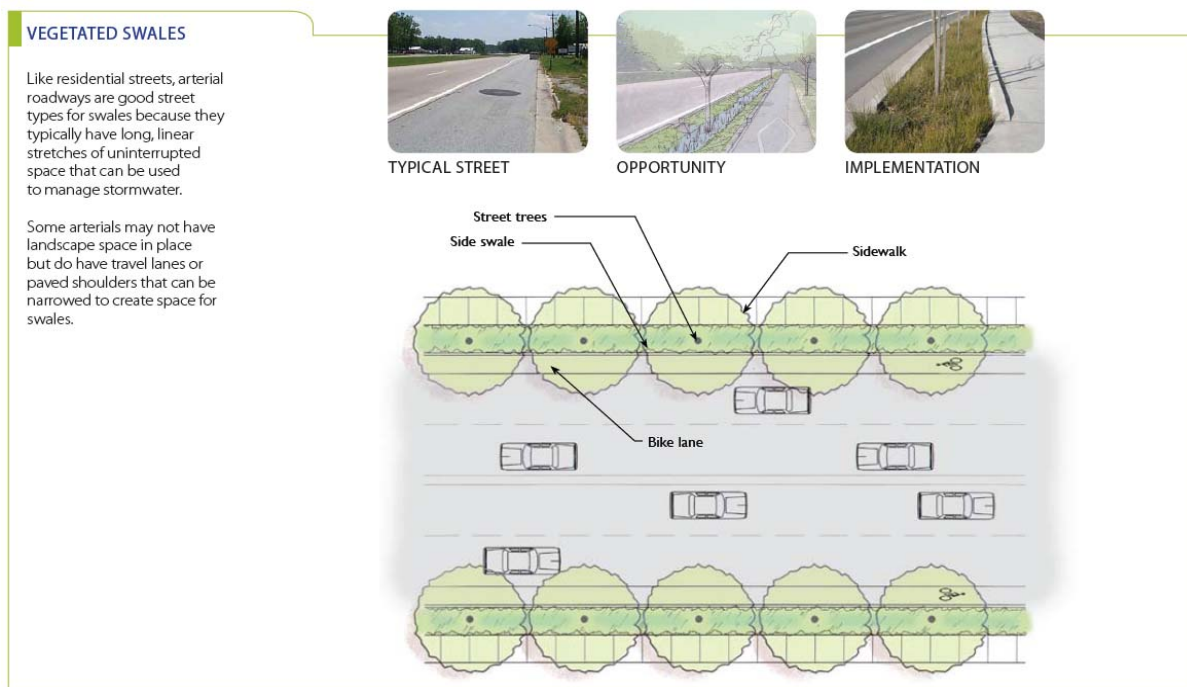 VEGETATED SWALES
Like residential streets, arterial
roadways are good street
types for swales because they
typically have long, linear
stretches of uninterrupted
space that can be used
to manage stormwater.
Some arterials may not have
landscape space in place
but do have travel lanes or
paved shoulders that can be
narrowed to create space for
swales.
TYPICAL STREET
OPPORTUNITY
IMPLEMENTATION
Street trees
Side swale
Sidewalk
Bike lane